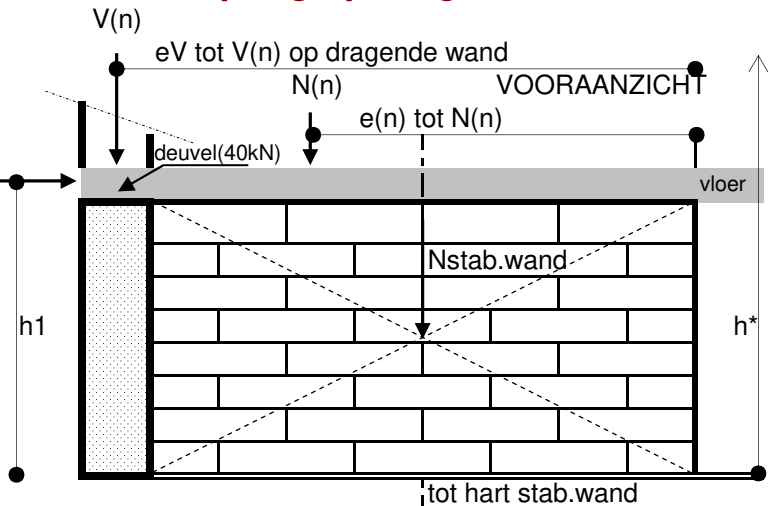 V(n)
eV tot V(n) op dragende wand
N(n)
VOORAANZICHT
e(n) tot N(n)
deuvel(40kN)
vloer
Nstab.wand
h1
h*
tot hart stab.wand